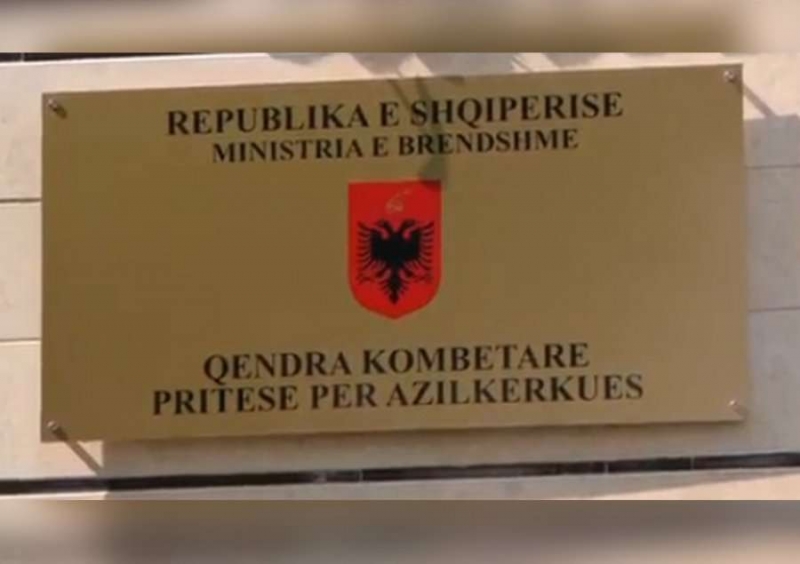 REPUBLIKA E SHQIPERISE
MINISTRIA E BRENDSHME
QENDRA KOMBETARE
PRITESE PER AZILKERKUES